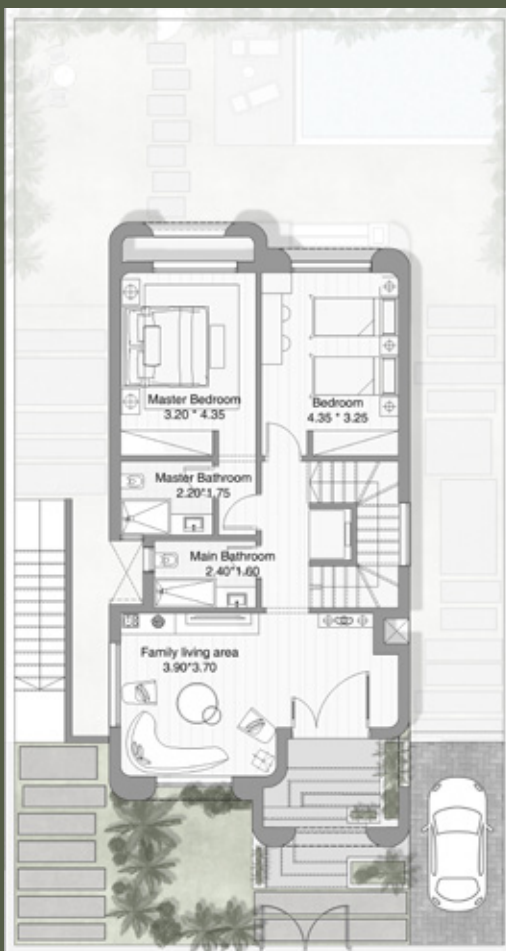 Master Bedroom
3.20 * 4.35
Bedroom
4.35 * 3.25
Master Bathroom
2.20*1.75
Main Bathroom
2.40*1.60
Family living area
3.90*3.70